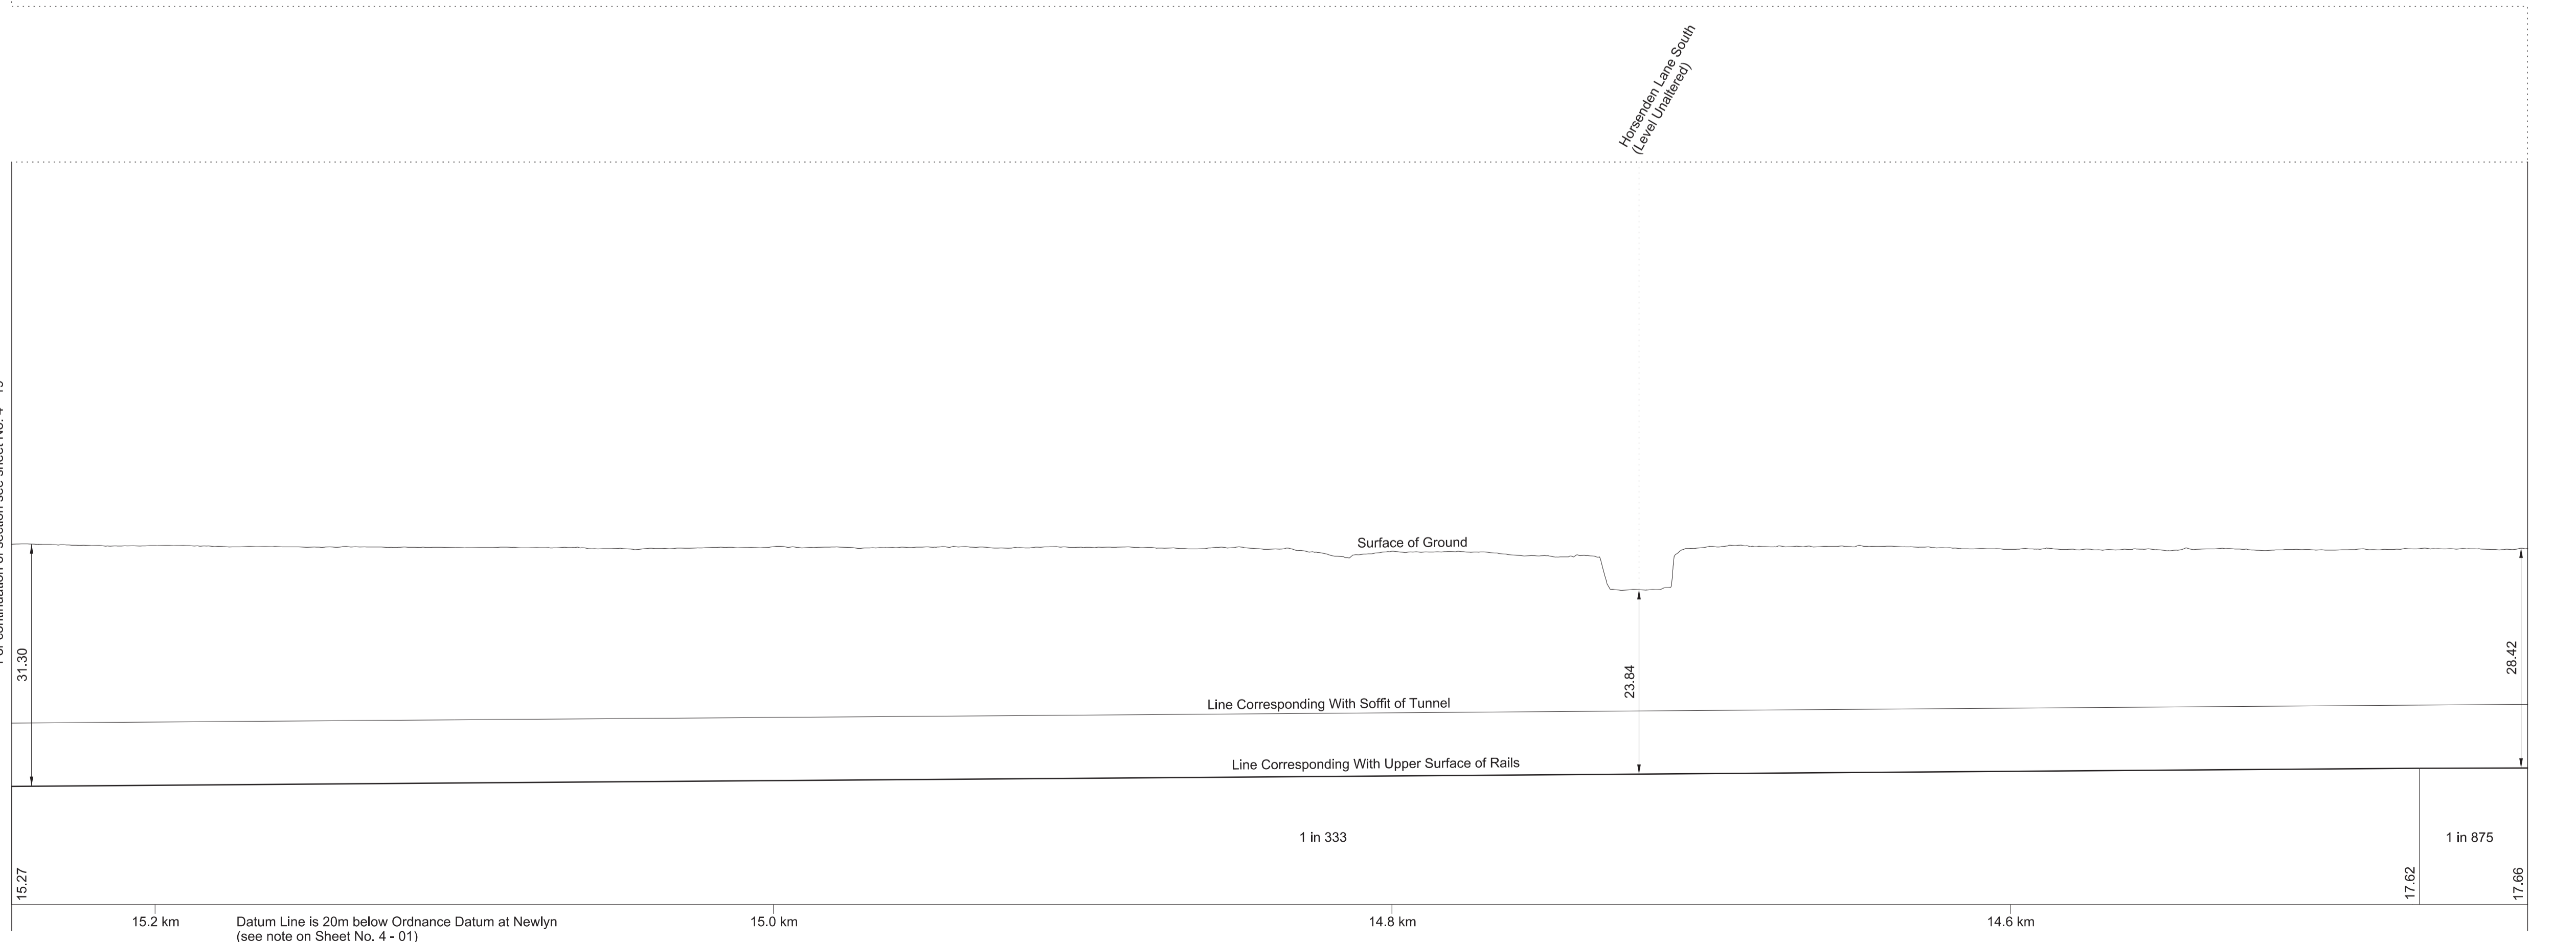 Horsenden Lane South
(Level Unaltered)
Surface of Ground
31.30
23.84
28.42
Line Corresponding With Soffit of Tunnel
Line Corresponding With Upper Surface of Rails
1 in 333
1 in 875
15.27
17.62
17.66
15.2 km
15.0 km
14.8 km
14.6 km
Datum Line is 20m below Ordnance Datum at Newlyn
(see note on Sheet No. 4 - 01)